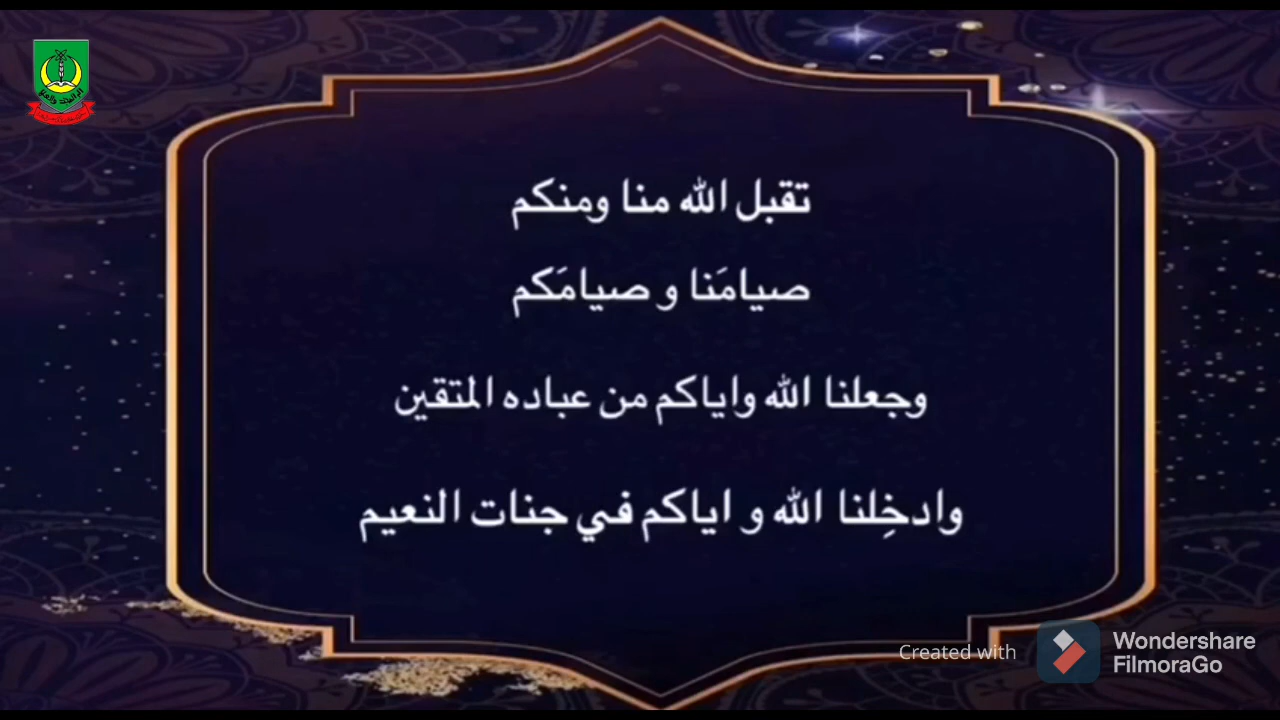 تقبل الله منا ومنكم
صيامَنا و صيامَكم
وجعلنا الله واياكم من عباده المتقين
وادخِلنا الله و اياكم في جنات النعيم
Created with
Wondershare
FilmoraGo